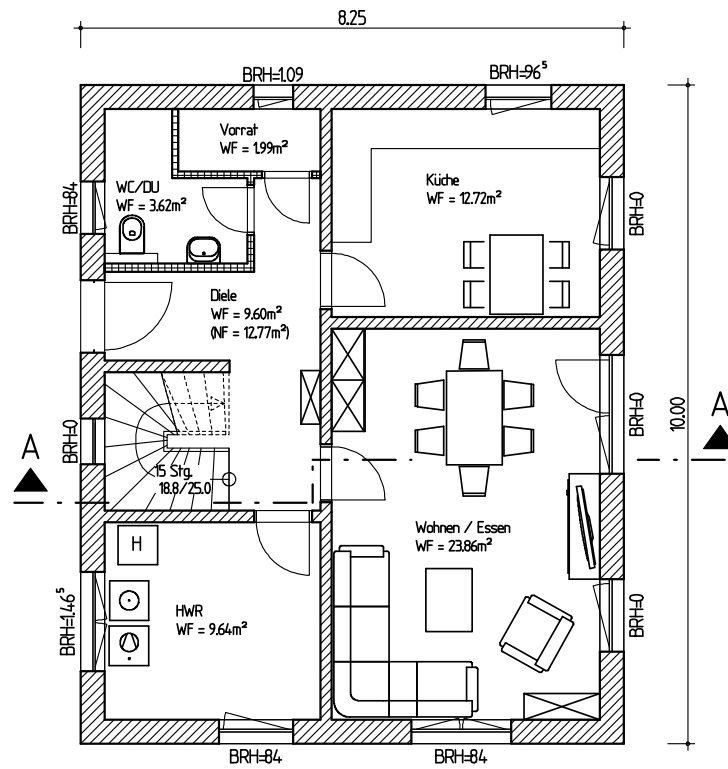 8.25
BRH=1.09
BRH=96⁵
Vorrat
WF = 1.99m²
WC/DU
WF = 3.62m²
BRH=84
Küche
WF = 12.72m²
BRH=0
Diele
WF = 9.60m²
(NF = 12.77m²)
10.00
A
A
BRH=0
BRH=0
15 Stg.
18.8/25.0
H
Wohnen / Essen
WF = 23.86m²
HWR
WF = 9.64m²
BRH=1.46⁵
BRH=0
BRH=84
BRH=84